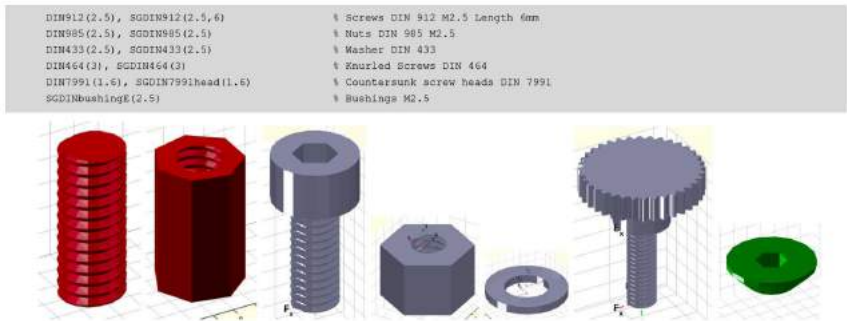 DIN912(2.5), SGDIN912(2.5,6) % Screws DIN 912 M2.5 Length 6mm
DIN985(2.5), SGDIN985(2.5) % Nuts DIN 985 M2.5
DIN433(2.5), SGDIN433(2.5) % Washer DIN 433
DIN464(3), SGDIN464(3) % Knurled Screws DIN 464
DIN7991(1.6), SGDIN7991head(1.6) % Countersunk screw heads DIN 7991
SGDINbushingE(2.5) % Bushings M2.5